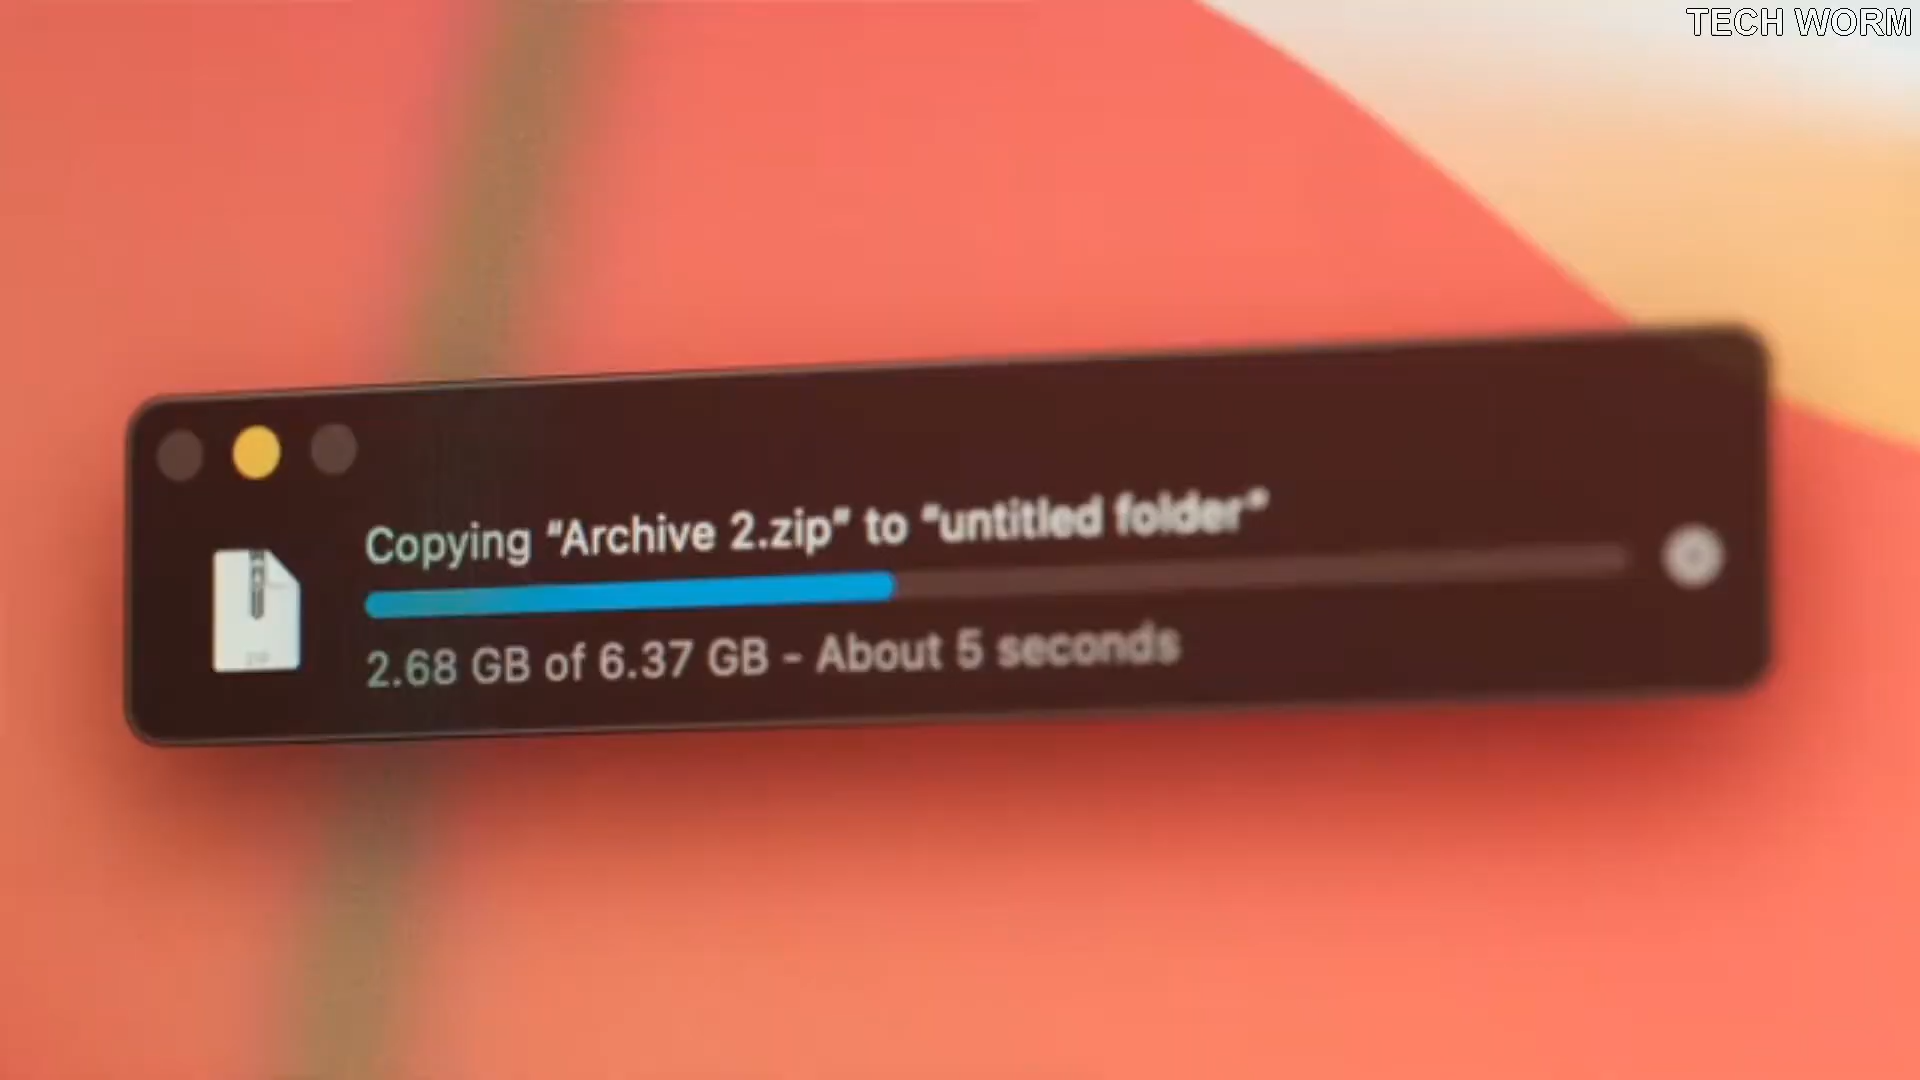 TECH WORM
Copying “Archive 2.zip” to “untitled folder”
2.68 GB of 6.37 GB - About 5 seconds